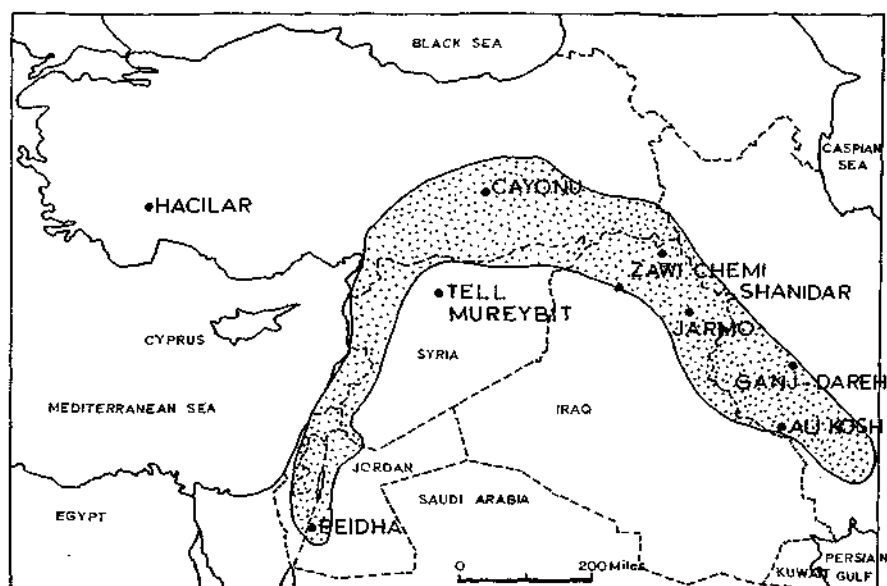 BLACK SEA
CASPIAN
SEA
CAYONU
HACILAR
ZAWI CHEMI
SHANIDAR
TELL
MUREYBIT
JARMO
CYPRUS
SYRIA
GANJ-DAREH
MEDITERRANEAN SEA
IRAQ
ALI KOSH
JORDAN
SAUDI ARABIA
EGYPT
BEIDHA
0 200 Miles
KUWAIT
PERSIAN
GULF